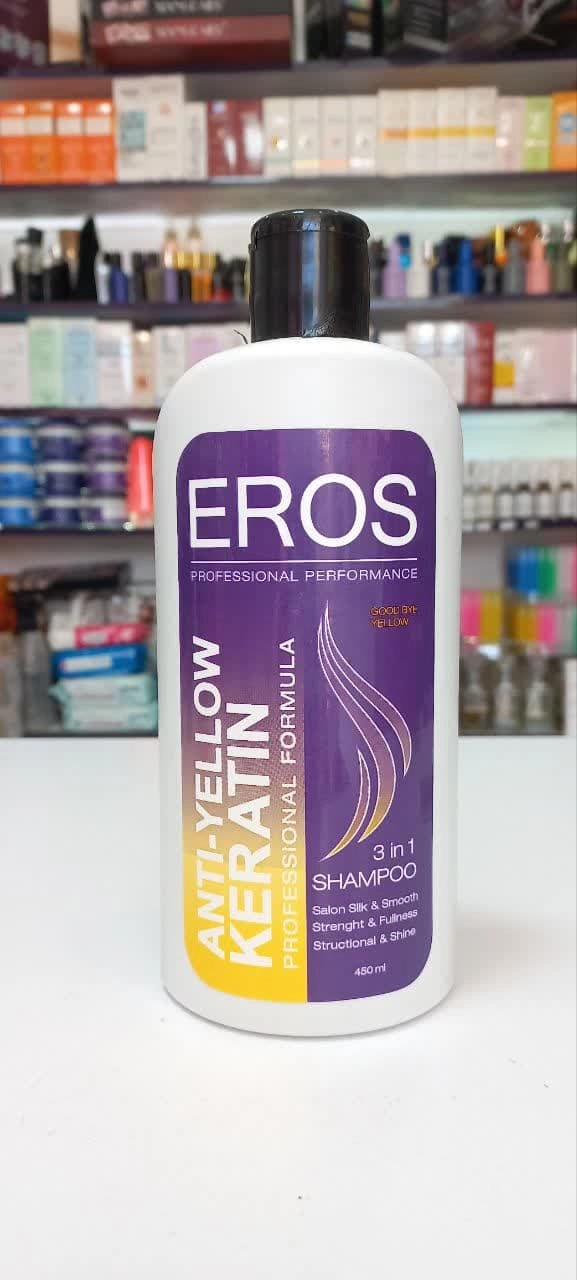 EROS
PROFESSIONAL PERFORMANCE
GOOD BYE
YELLOW
ANTI-YELLOW
KERATIN
PROFESSIONAL FORMULA
3 in 1
SHAMPOO
Salon Silk & Smooth
Strenght & Fullness
Structional & Shine
450 ml